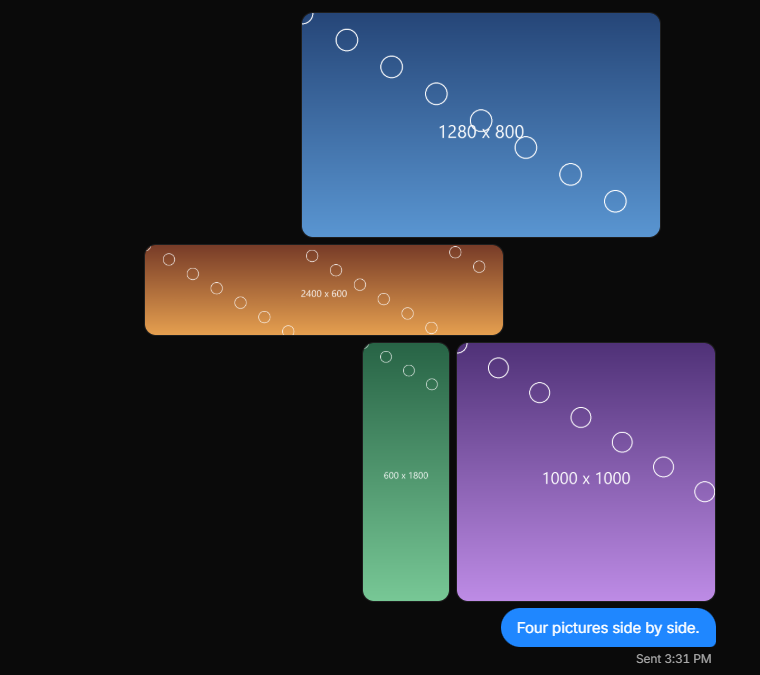 1280 x 800
2400 x 600
600 x 1800
1000 x 1000
Four pictures side by side.
Sent 3:31 PM